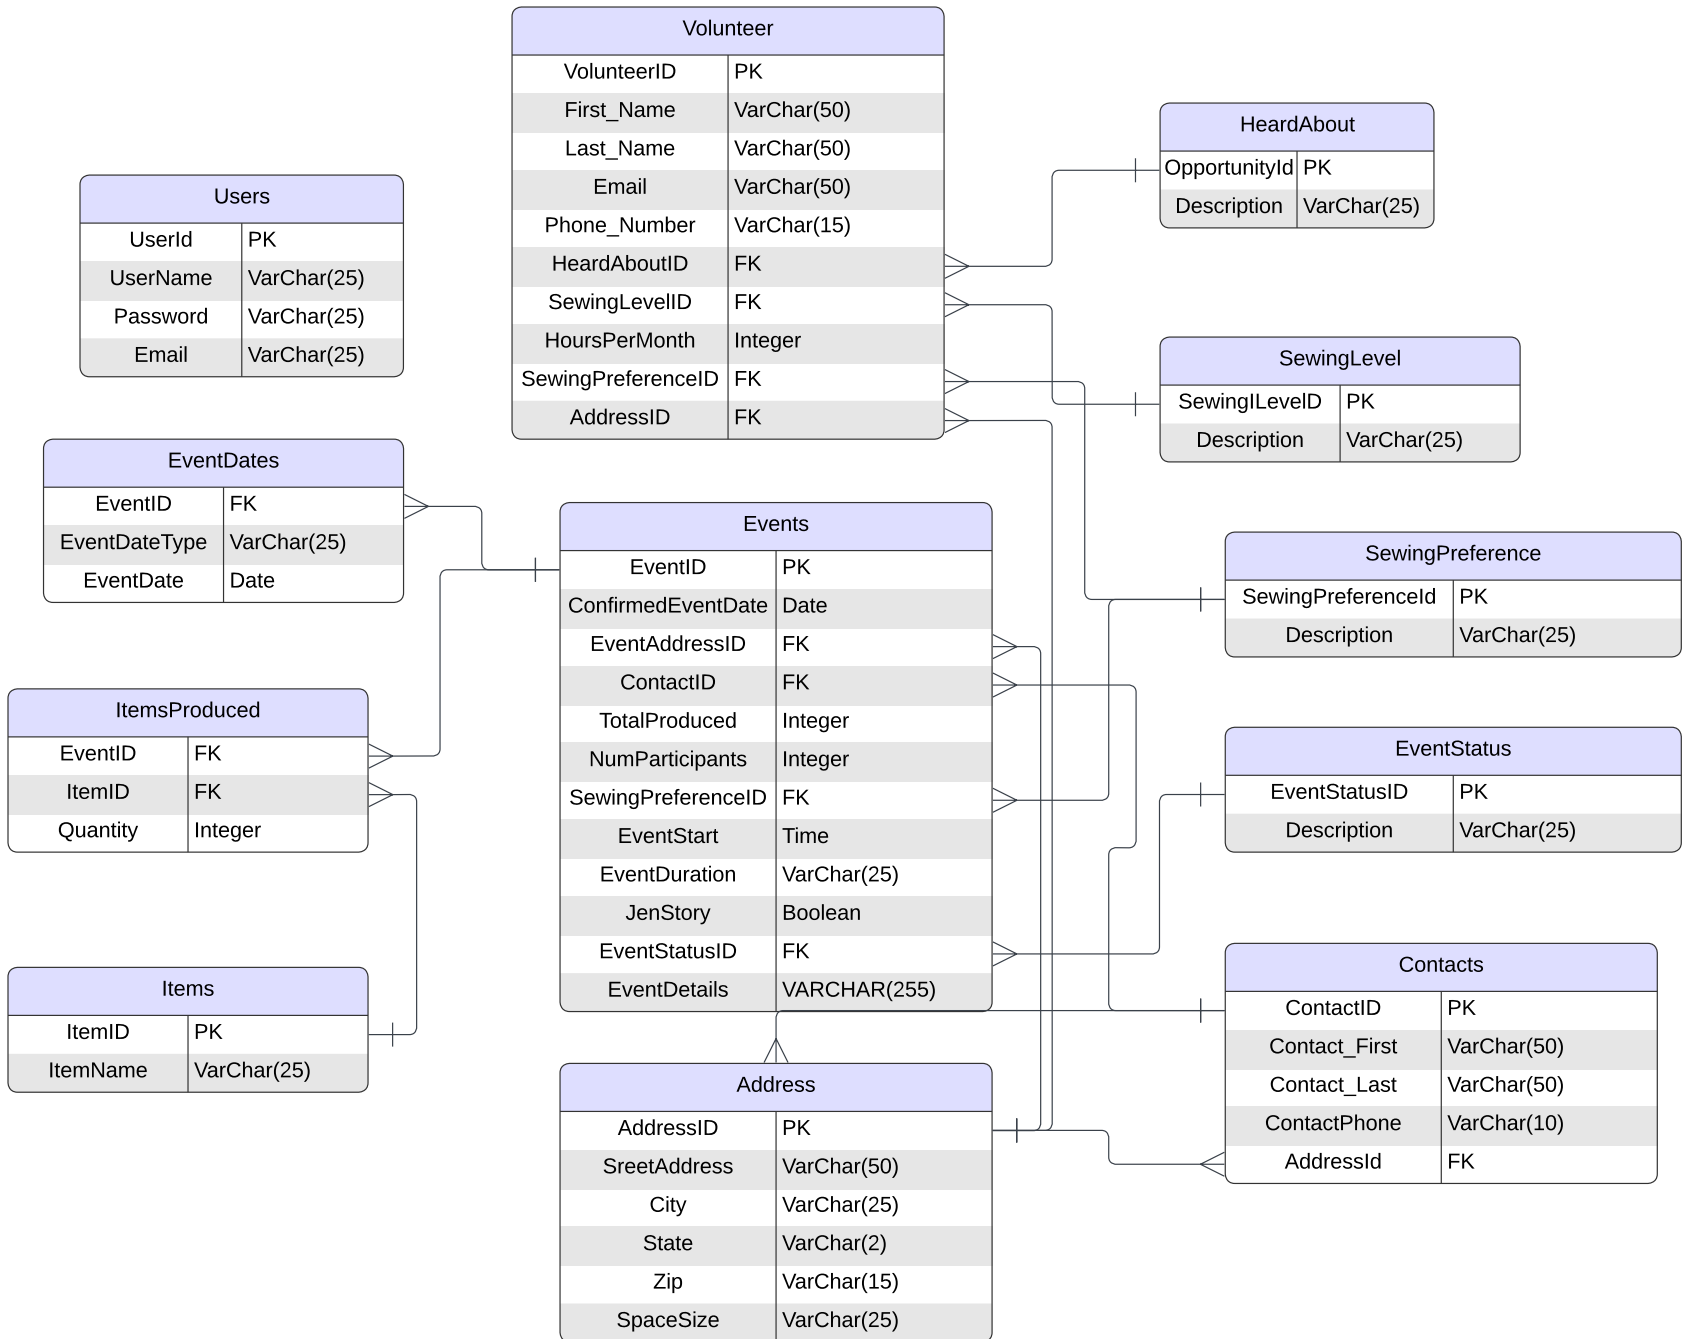 Volunteer
VolunteerID PK
First_Name VarChar(50)
Last_Name VarChar(50)
Email VarChar(50)
Phone_Number VarChar(15)
HeardAboutID FK
SewingLevelID FK
HoursPerMonth Integer
SewingPreferenceID FK
AddressID FK
HeardAbout
OpportunityId PK
Description VarChar(25)
Users
UserId PK
UserName VarChar(25)
Password VarChar(25)
Email VarChar(25)
SewingLevel
SewingILevelD PK
Description VarChar(25)
EventDates
EventID FK
EventDateType VarChar(25)
EventDate Date
Events
EventID PK
ConfirmedEventDate Date
EventAddressID FK
ContactID FK
TotalProduced Integer
NumParticipants Integer
SewingPreferenceID FK
EventStart Time
EventDuration VarChar(25)
JenStory Boolean
EventStatusID FK
EventDetails VARCHAR(255)
SewingPreference
SewingPreferenceId PK
Description VarChar(25)
ItemsProduced
EventID FK
ItemID FK
Quantity Integer
EventStatus
EventStatusID PK
Description VarChar(25)
Items
ItemID PK
ItemName VarChar(25)
Contacts
ContactID PK
Contact_First VarChar(50)
Contact_Last VarChar(50)
ContactPhone VarChar(10)
AddressId FK
Address
AddressID PK
SreetAddress VarChar(50)
City VarChar(25)
State VarChar(2)
Zip VarChar(15)
SpaceSize VarChar(25)